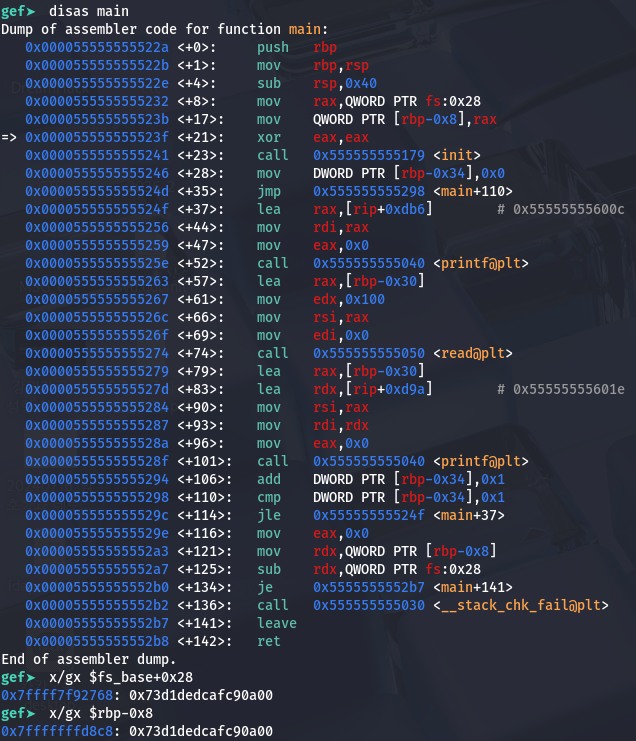 gef➤  disas main
Dump of assembler code for function main:
   0x000055555555522a <+0>:     push   rbp
   0x000055555555522b <+1>:     mov    rbp,rsp
   0x000055555555522e <+4>:     sub    rsp,0x40
   0x0000555555555232 <+8>:     mov    rax,QWORD PTR fs:0x28
   0x000055555555523b <+17>:    mov    QWORD PTR [rbp-0x8],rax
=> 0x000055555555523f <+21>:    xor    eax,eax
   0x0000555555555241 <+23>:    call   0x555555555179 <init>
   0x0000555555555246 <+28>:    mov    DWORD PTR [rbp-0x34],0x0
   0x000055555555524d <+35>:    jmp    0x555555555298 <main+110>
   0x000055555555524f <+37>:    lea    rax,[rip+0xdb6]        # 0x55555555600c
   0x0000555555555256 <+44>:    mov    rdi,rax
   0x0000555555555259 <+47>:    mov    eax,0x0
   0x000055555555525e <+52>:    call   0x555555555040 <printf@plt>
   0x0000555555555263 <+57>:    lea    rax,[rbp-0x30]
   0x0000555555555267 <+61>:    mov    edx,0x100
   0x000055555555526c <+66>:    mov    rsi,rax
   0x000055555555526f <+69>:    mov    edi,0x0
   0x0000555555555274 <+74>:    call   0x555555555050 <read@plt>
   0x0000555555555279 <+79>:    lea    rax,[rbp-0x30]
   0x000055555555527d <+83>:    lea    rdx,[rip+0xd9a]        # 0x55555555601e
   0x0000555555555284 <+90>:    mov    rsi,rax
   0x0000555555555287 <+93>:    mov    rdi,rdx
   0x000055555555528a <+96>:    mov    eax,0x0
   0x000055555555528f <+101>:   call   0x555555555040 <printf@plt>
   0x0000555555555294 <+106>:   add    DWORD PTR [rbp-0x34],0x1
   0x0000555555555298 <+110>:   cmp    DWORD PTR [rbp-0x34],0x1
   0x000055555555529c <+114>:   jle    0x55555555524f <main+37>
   0x000055555555529e <+116>:   mov    eax,0x0
   0x00005555555552a3 <+121>:   mov    rdx,QWORD PTR [rbp-0x8]
   0x00005555555552a7 <+125>:   sub    rdx,QWORD PTR fs:0x28
   0x00005555555552b0 <+134>:   je     0x5555555552b7 <main+141>
   0x00005555555552b2 <+136>:   call   0x555555555030 <__stack_chk_fail@plt>
   0x00005555555552b7 <+141>:   leave
   0x00005555555552b8 <+142>:   ret
End of assembler dump.
gef➤  x/gx $fs_base+0x28
0x7ffff7f92768: 0x73d1dedcafc90a00
gef➤  x/gx $rbp-0x8
0x7fffffffd8c8: 0x73d1dedcafc90a00